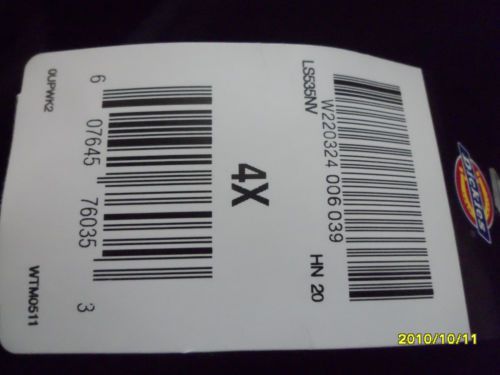 LS535NV
W220324 006 039
HN 20
4X
6 07645 76035 3
0UPWK2
WTM0511
Dickies
2010/10/11